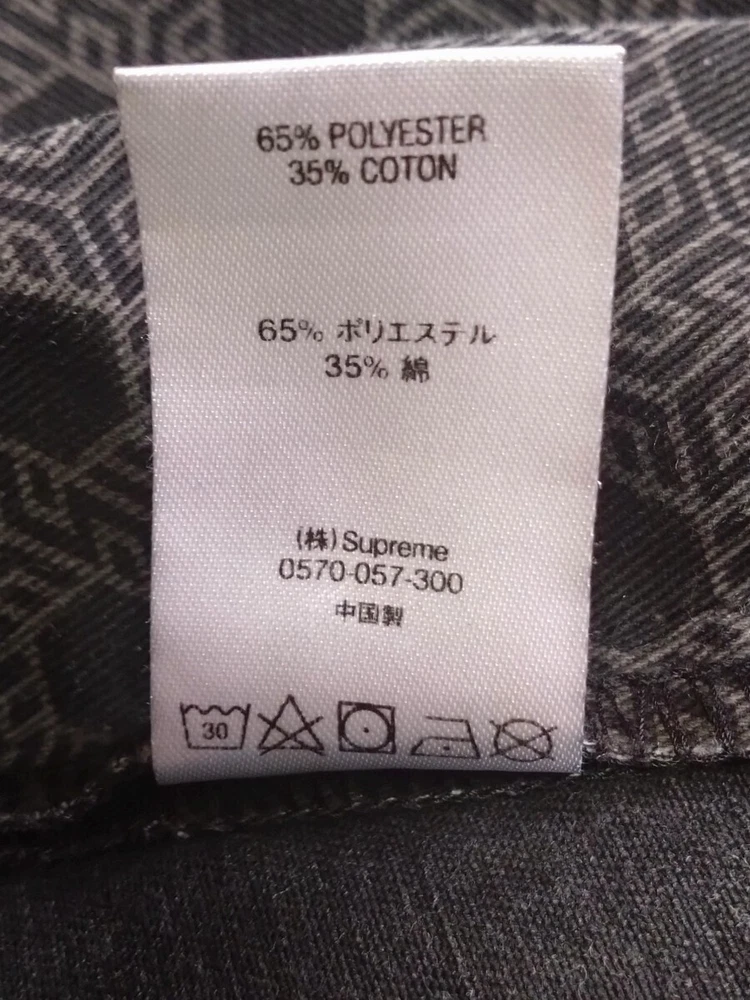 65% POLYESTER
35% COTON
65% ポリエステル
35% 綿
(株) Supreme
0570-057-300
中国製
30